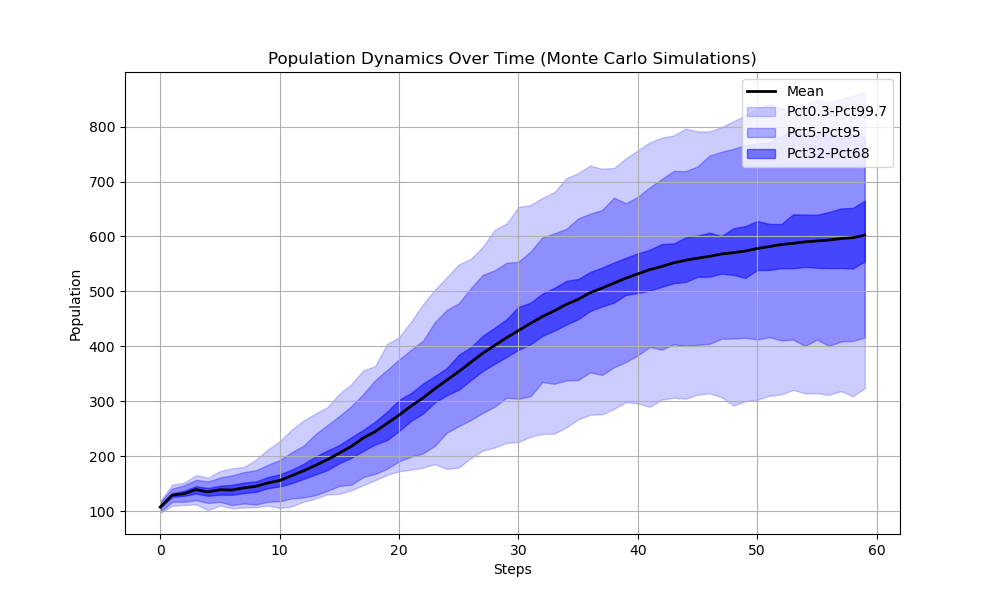 Population Dynamics Over Time (Monte Carlo Simulations)
Mean
Pct0.3-Pct99.7
Pct5-Pct95
Pct32-Pct68
Population
800
700
600
500
400
300
200
100
0 10 20 30 40 50 60
Steps